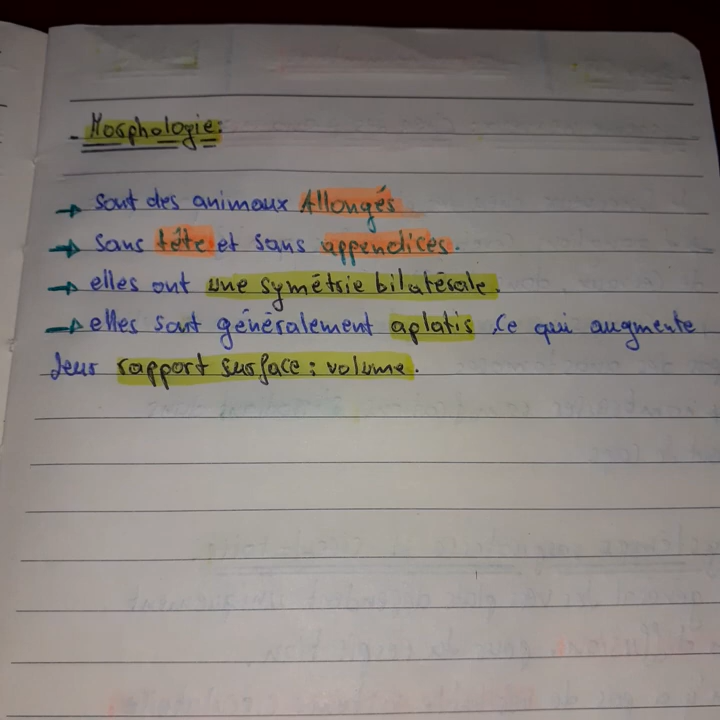 - Morphologie:
→ sont des animaux Allongés
→ sans tête et sans appendices.
→ elles ont une symétrie bilatérale.
→ elles sont généralement aplatis, ce qui augmente
leur rapport surface : volume.